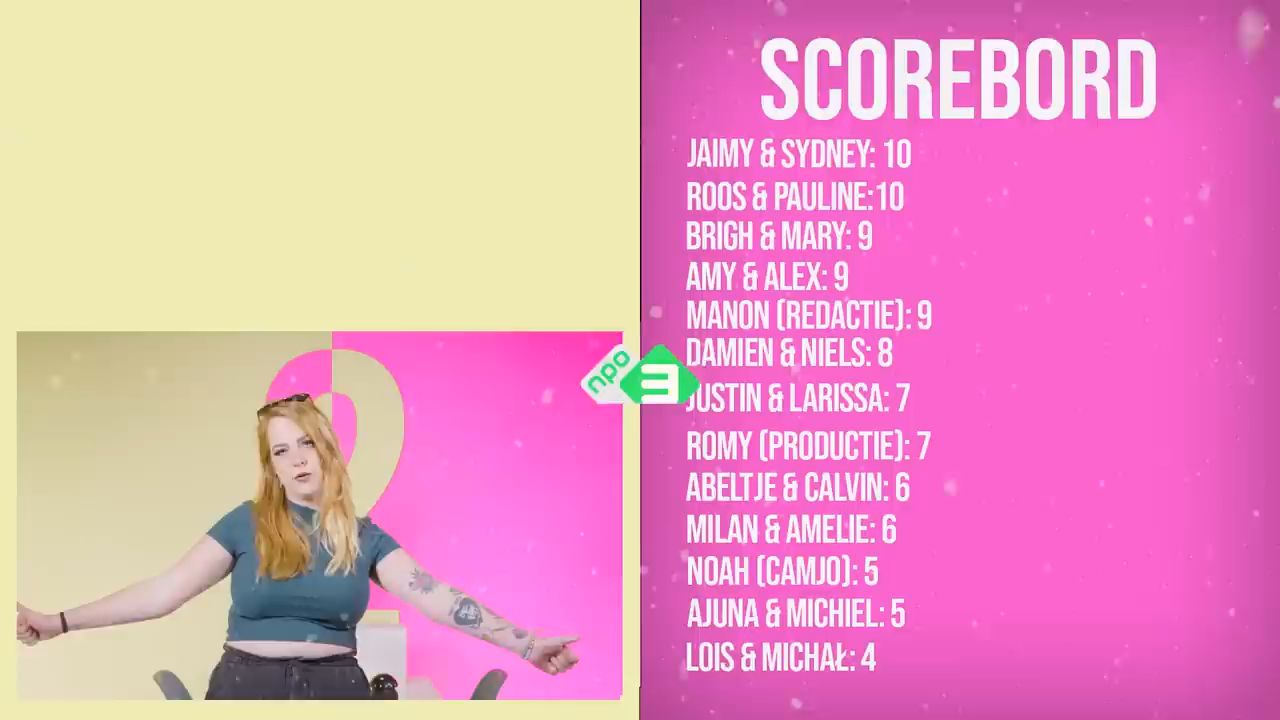 SCOREBORD
JAIMY & SYDNEY: 10
ROOS & PAULINE:10
BRIGH & MARY: 9
AMY & ALEX: 9
MANON (REDACTIE): 9
DAMIEN & NIELS: 8
npo 3
JUSTIN & LARISSA: 7
ROMY (PRODUCTIE): 7
ABELTJE & CALVIN: 6
MILAN & AMELIE: 6
NOAH (CAMJO): 5
AJUNA & MICHIEL: 5
LOIS & MICHAŁ: 4